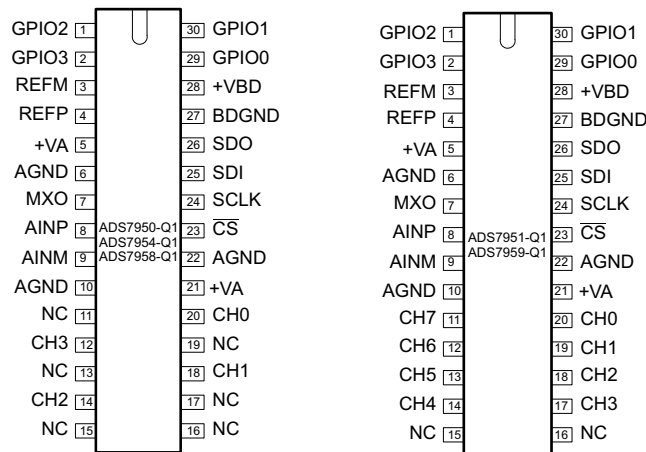 GPIO2 1 30 GPIO1
GPIO3 2 29 GPIO0
REFM 3 28 +VBD
REFP 4 27 BDGND
+VA 5 26 SDO
AGND 6 25 SDI
MXO 7 24 SCLK
AINP 8 ADS7950-Q1 23 CS
ADS7954-Q1
AINM 9 ADS7958-Q1 22 AGND
AGND 10 21 +VA
NC 11 20 CH0
CH3 12 19 NC
NC 13 18 CH1
CH2 14 17 NC
NC 15 16 NC
GPIO2 1 30 GPIO1
GPIO3 2 29 GPIO0
REFM 3 28 +VBD
REFP 4 27 BDGND
+VA 5 26 SDO
AGND 6 25 SDI
MXO 7 24 SCLK
AINP 8 ADS7951-Q1 23 CS
AINM 9 ADS7959-Q1 22 AGND
AGND 10 21 +VA
CH7 11 20 CH0
CH6 12 19 CH1
CH5 13 18 CH2
CH4 14 17 CH3
NC 15 16 NC